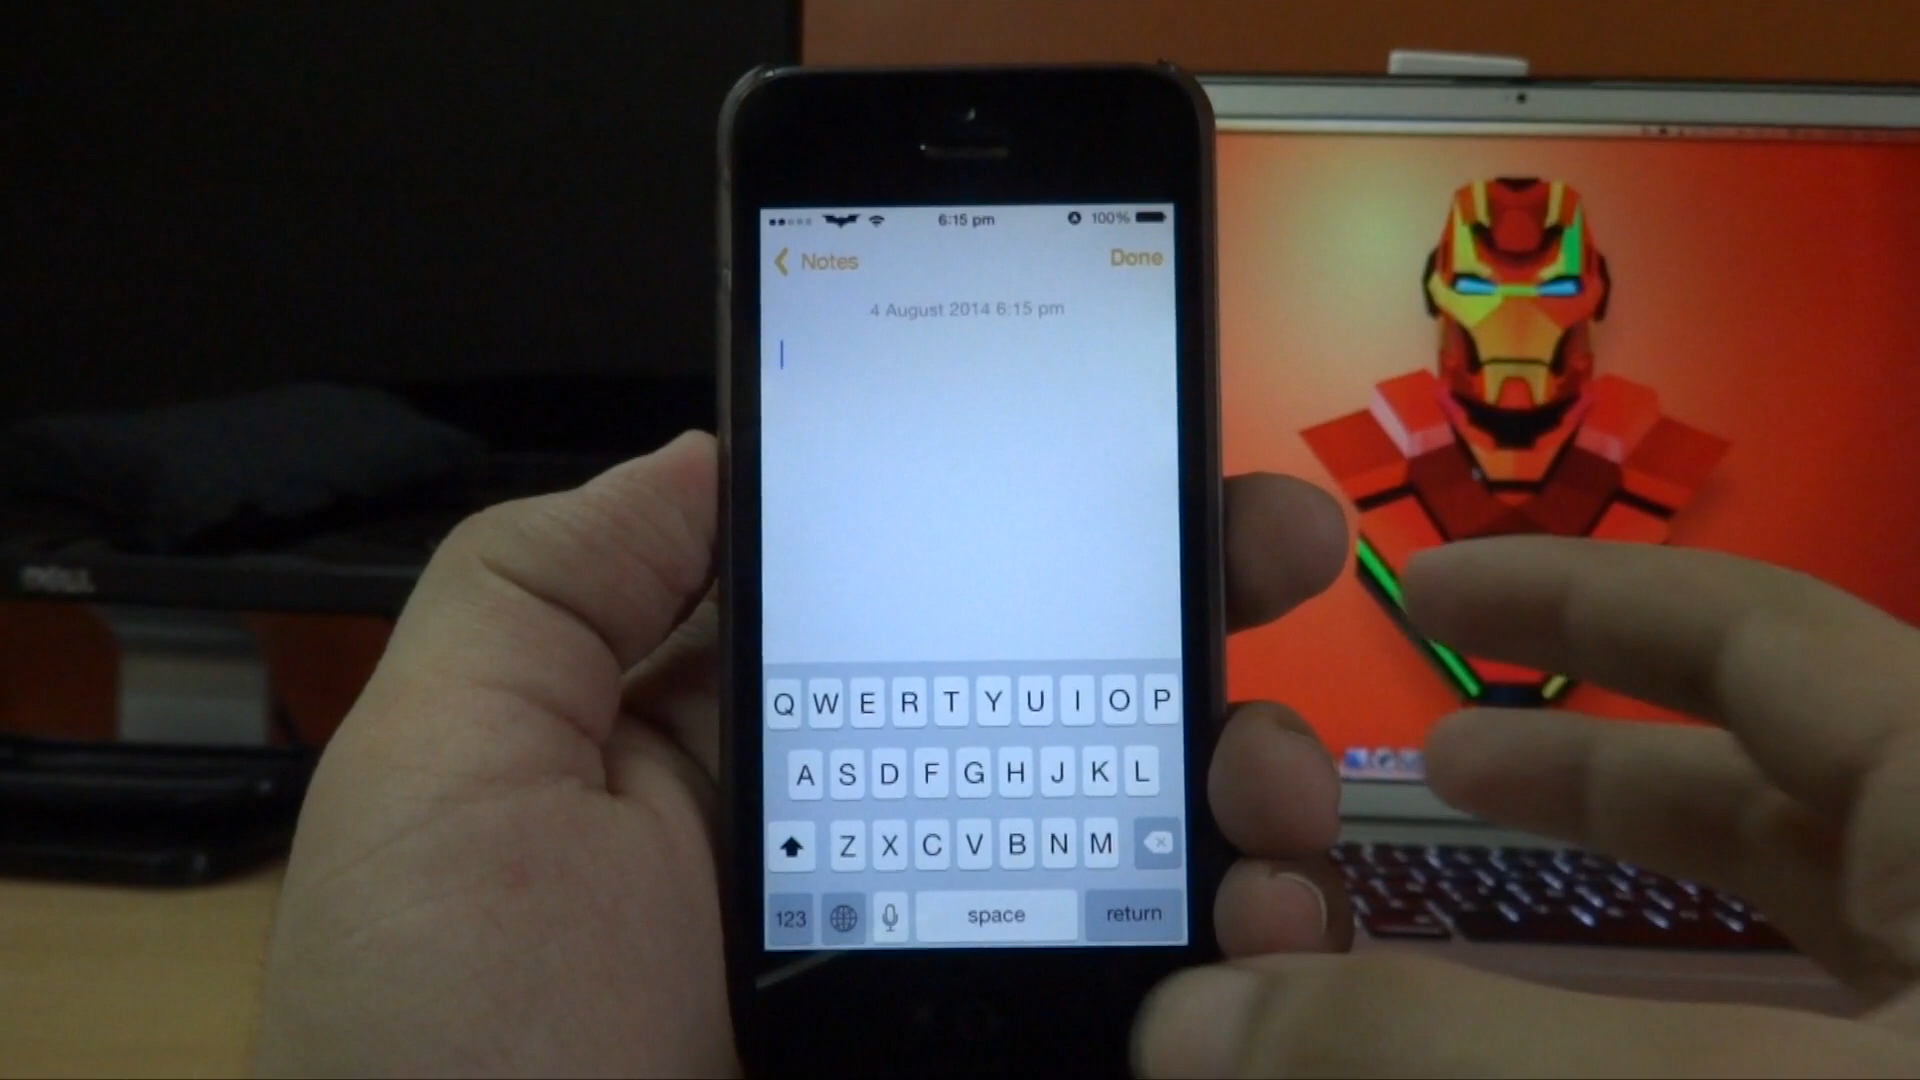 6:15 pm 100%
Notes Done
4 August 2014 6:15 pm
Q W E R T Y U I O P
A S D F G H J K L
Z X C V B N M
123 space return
DELL